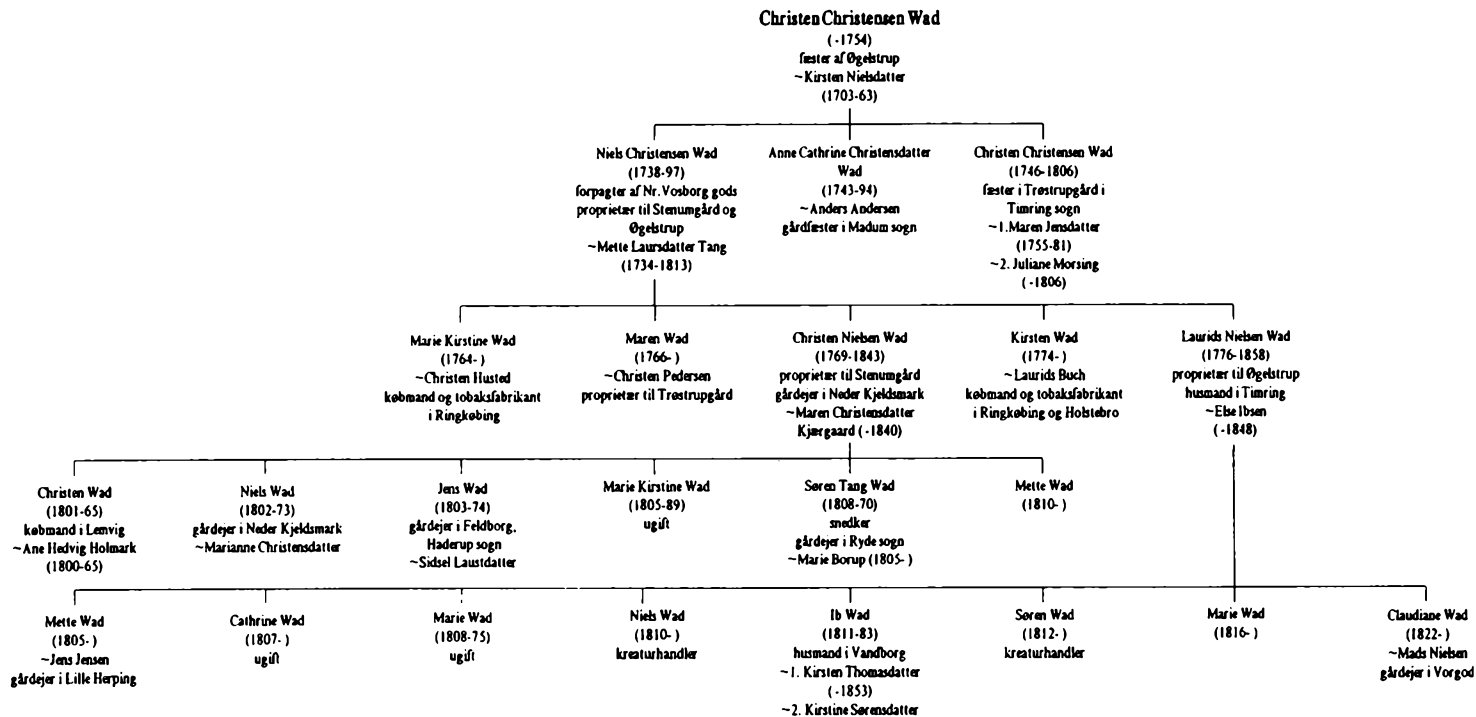 Christen Christensen Wad
( -1754)
fæster af Øgelstrup
~Kirsten Nielsdatter
(1703-63)
Niels Christensen Wad
(1738-97)
forpagter af Nr. Vosborg gods
proprietær til Stenumgård og
Øgelstrup
~Mette Laursdatter Tang
(1734-1813)
Anne Cathrine Christensdatter
Wad
(1743-94)
~Anders Andersen
gårdfæster i Madum sogn
Christen Christensen Wad
(1746-1806)
fæster i Trøstrupgård i
Timring sogn
~1.Maren Jensdatter
(1755-81)
~2. Juliane Morsing
( -1806)
Marie Kirstine Wad
(1764- )
~Christen Husted
købmand og tobaksfabrikant
i Ringkøbing
Maren Wad
(1766- )
~Christen Pedersen
proprietær til Trøstrupgård
Christen Nielsen Wad
(1769-1843)
proprietær til Stenumgård
gårdejer i Neder Kjeldsmark
~Maren Christensdatter
Kjærgaard ( -1840)
Kirsten Wad
(1774- )
~Laurids Buch
købmand og tobaksfabrikant
i Ringkøbing og Holstebro
Laurids Nielsen Wad
(1776-1858)
proprietær til Øgelstrup
husmand i Timring
~Else Ibsen
( -1848)
Christen Wad
(1801-65)
købmand i Lemvig
~Ane Hedvig Holmark
(1800-65)
Niels Wad
(1802-73)
gårdejer i Neder Kjeldsmark
~Marianne Christensdatter
Jens Wad
(1803-74)
gårdejer i Feldborg,
Haderup sogn
~Sidsel Laustdatter
Marie Kirstine Wad
(1805-89)
ugift
Søren Tang Wad
(1808-70)
snedker
gårdejer i Ryde sogn
~Marie Borup (1805- )
Mette Wad
(1810- )
Mette Wad
(1805- )
~Jens Jensen
gårdejer i Lille Herping
Cathrine Wad
(1807- )
ugift
Marie Wad
(1808-75)
ugift
Niels Wad
(1810- )
kreaturhandler
Ib Wad
(1811-83)
husmand i Vandborg
~1. Kirsten Thomasdatter
( -1853)
~2. Kirstine Sørensdatter
Søren Wad
(1812- )
kreaturhandler
Marie Wad
(1816- )
Claudiane Wad
(1822- )
~Mads Nielsen
gårdejer i Vorgod